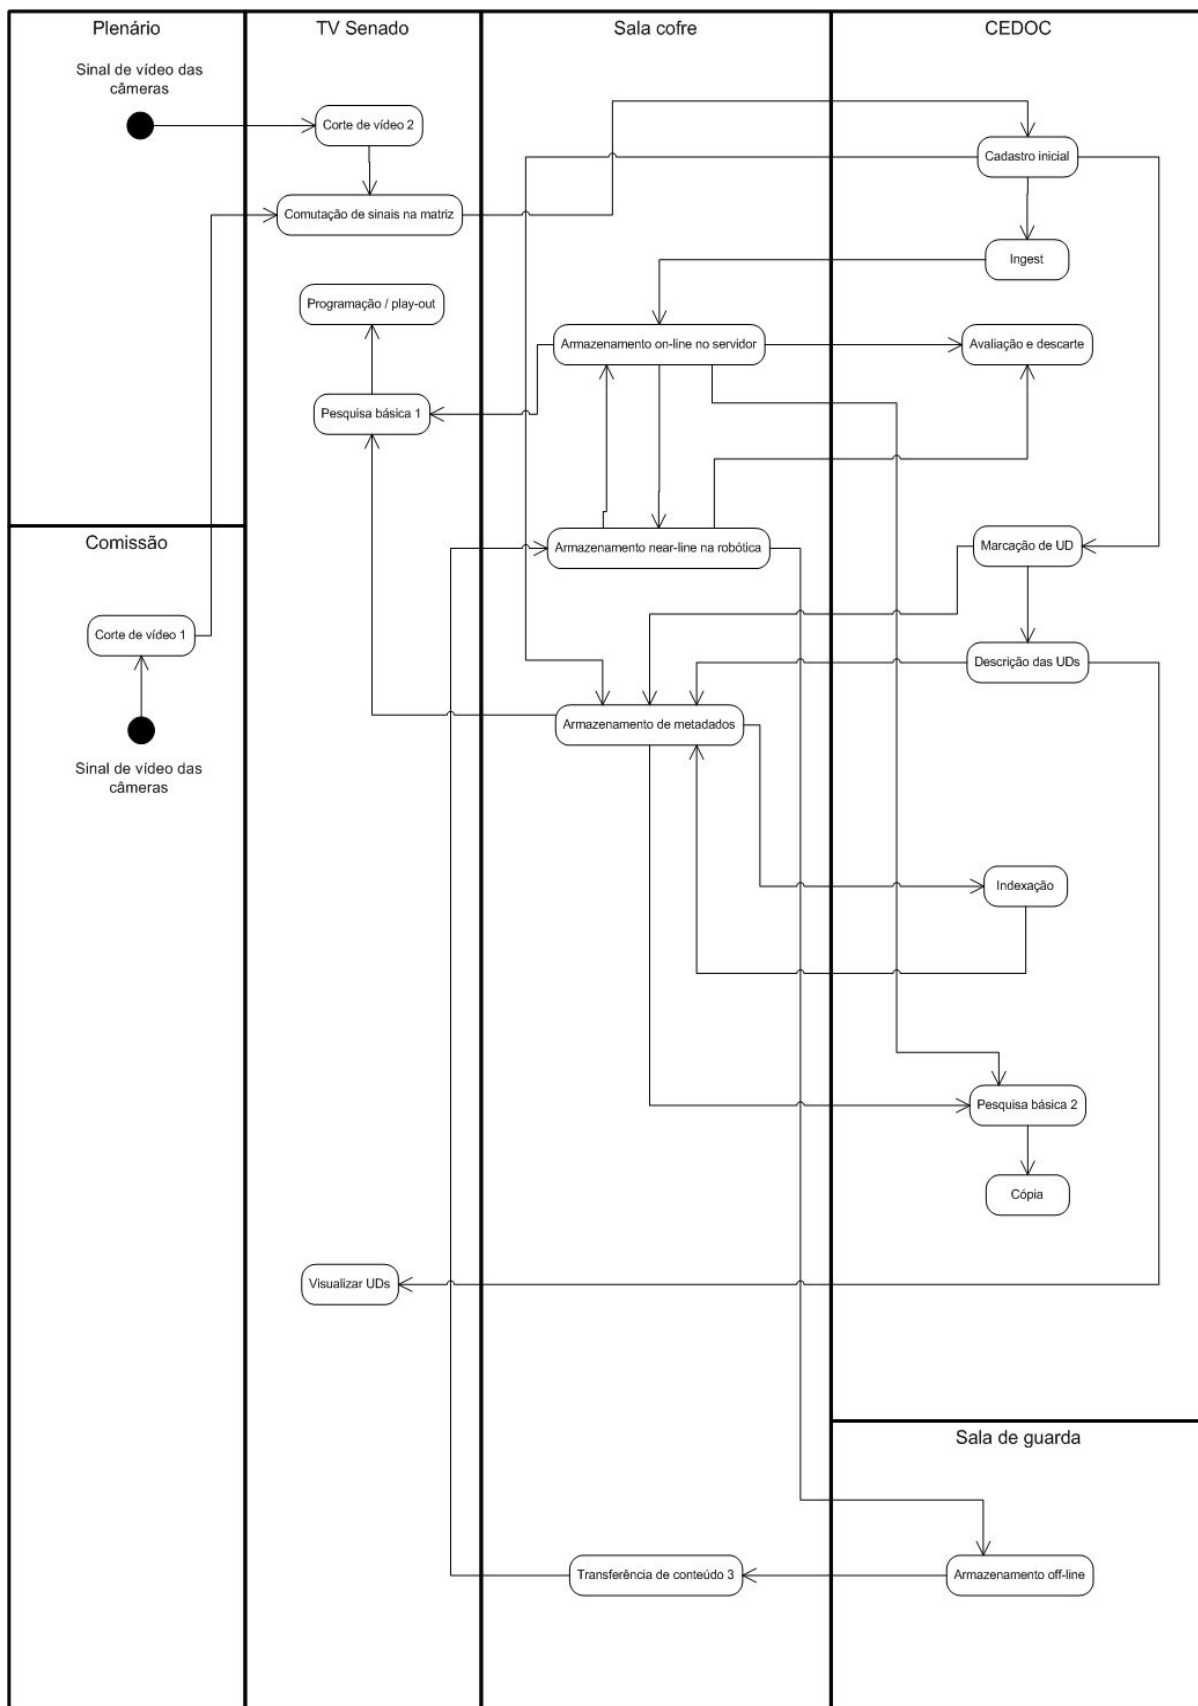 Plenário
TV Senado
Sala cofre
CEDOC
Sinal de vídeo das
câmeras
Corte de vídeo 2
Cadastro inicial
Comutação de sinais na matriz
Ingest
Programação / play-out
Armazenamento on-line no servidor
Avaliação e descarte
Pesquisa básica 1
Comissão
Armazenamento near-line na robótica
Marcação de UD
Corte de vídeo 1
Descrição das UDs
Armazenamento de metadados
Sinal de vídeo das
câmeras
Indexação
Pesquisa básica 2
Cópia
Visualizar UDs
Sala de guarda
Transferência de conteúdo 3
Armazenamento off-line